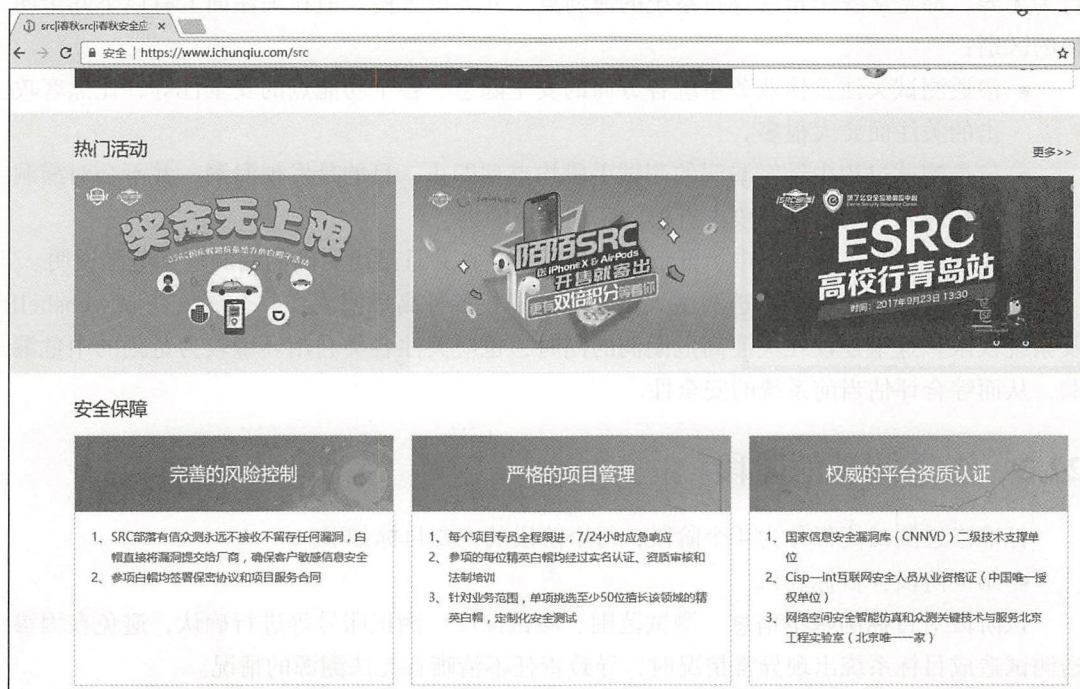 src|i春秋src|i春秋安全应
安全 | https://www.ichunqiu.com/src
热门活动
更多>>
奖金无上限
陌陌SRC
送iPhone X & AirPods
开售就寄出
更有双倍积分等着你
ESRC
高校行青岛站
时间：2017年9月23日 13:30
安全保障
完善的风险控制
1、SRC部落有信众测永远不接收不留存任何漏洞，白
帽直接将漏洞提交给厂商，确保客户敏感信息安全
2、参项白帽均签署保密协议和项目服务合同
严格的项目管理
1、每个项目专员全程跟进，7/24小时应急响应
2、参项的每位精英白帽均经过实名认证、资质审核和
法制培训
3、针对业务范围，单项挑选至少50位擅长该领域的精
英白帽，定制化安全测试
权威的平台资质认证
1、国家信息安全漏洞库（CNNVD）二级技术支撑单
位
2、Cisp—int互联网安全人员从业资格证（中国唯一授
权单位）
3、网络空间安全智能仿真和众测关键技术与服务北京
工程实验室（北京唯一一家）